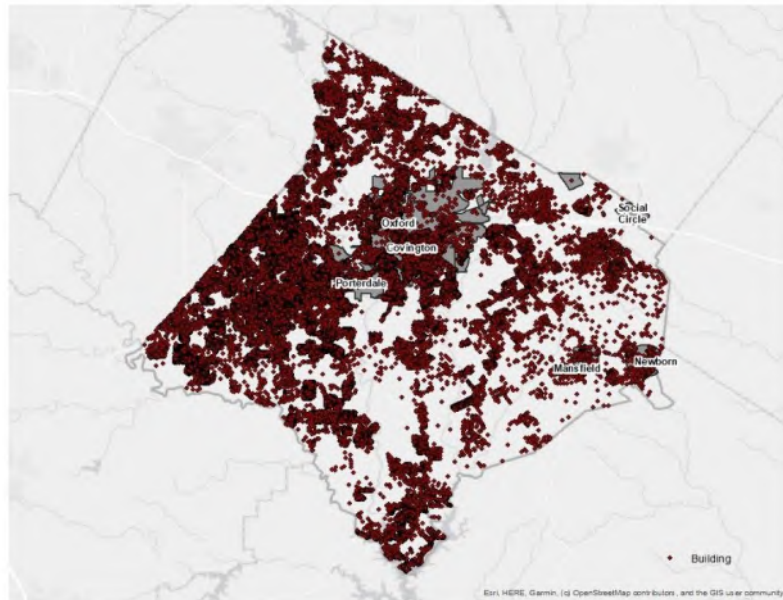 Social
Circle
Oxford
Covington
Porterdale
Mansfield
Newborn
Building
Esri, HERE, Garmin, (c) OpenStreetMap contributors, and the GIS user community